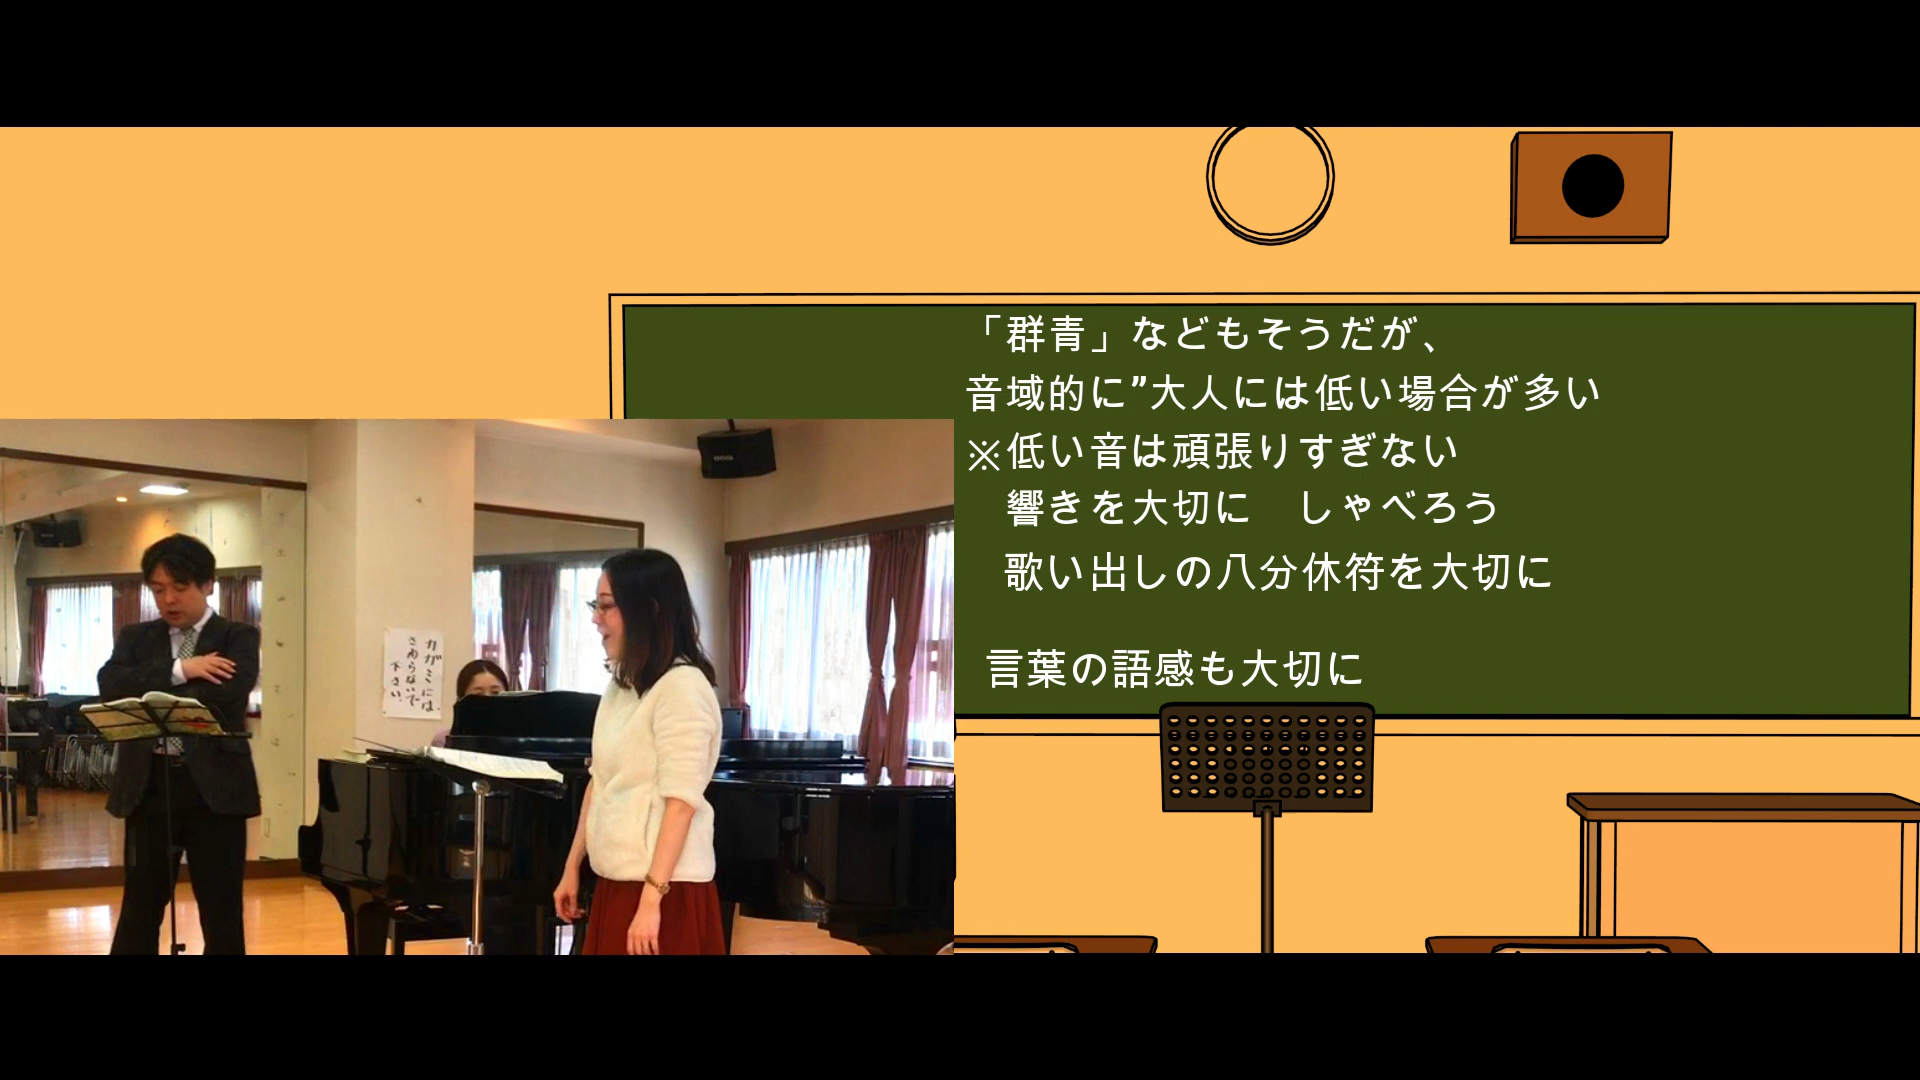 「群青」などもそうだが、
音域的に”大人には低い場合が多い
※低い音は頑張りすぎない
響きを大切に　しゃべろう
歌い出しの八分休符を大切に
言葉の語感も大切に
カガミには、
さわらないで
下さい。